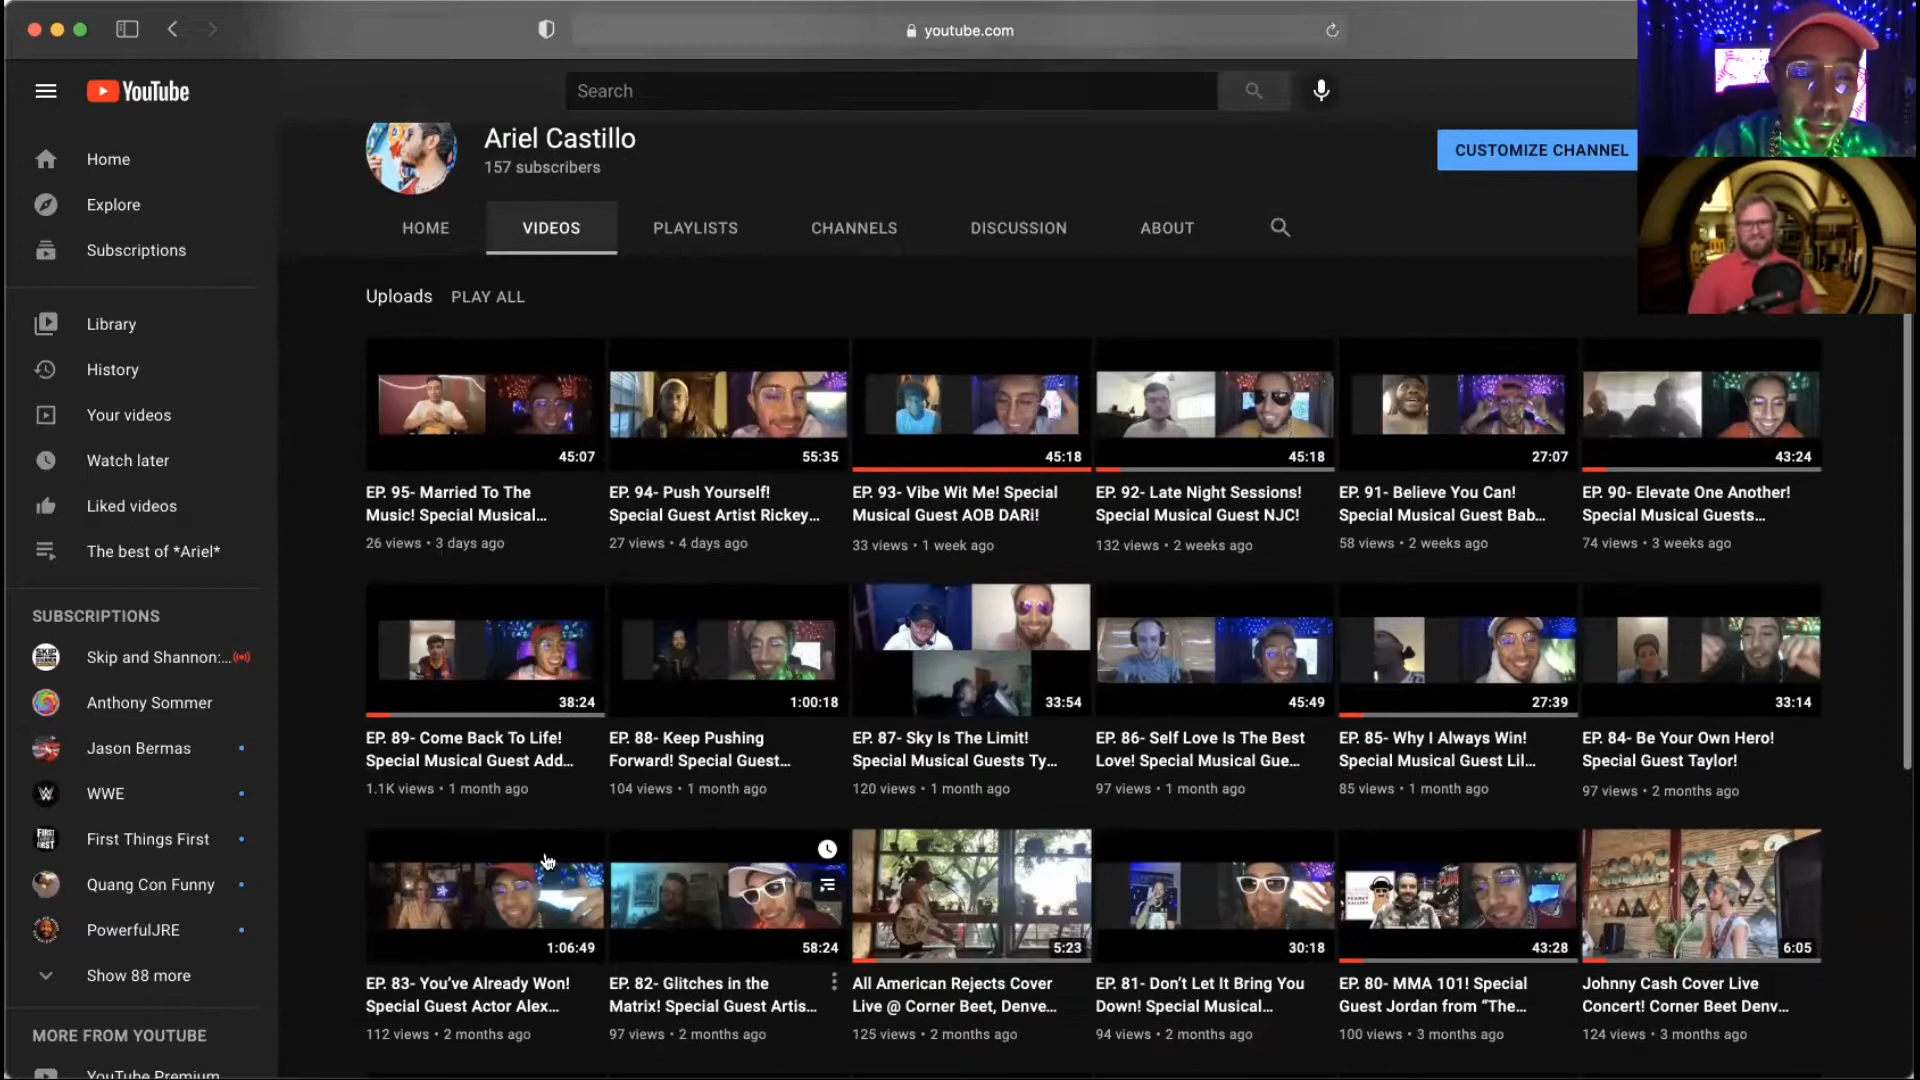 youtube.com
YouTube
Search
Home
Explore
Subscriptions
Library
History
Your videos
Watch later
Liked videos
The best of *Ariel*
SUBSCRIPTIONS
Skip and Shannon:...
Anthony Sommer
Jason Bermas
WWE
First Things First
Quang Con Funny
PowerfulJRE
Show 88 more
MORE FROM YOUTUBE
YouTube Premium
Ariel Castillo
157 subscribers
CUSTOMIZE CHANNEL
HOME VIDEOS PLAYLISTS CHANNELS DISCUSSION ABOUT
Uploads PLAY ALL
45:07
EP. 95- Married To The
Music! Special Musical...
26 views • 3 days ago
55:35
EP. 94- Push Yourself!
Special Guest Artist Rickey...
27 views • 4 days ago
45:18
EP. 93- Vibe Wit Me! Special
Musical Guest AOB DARi!
33 views • 1 week ago
45:18
EP. 92- Late Night Sessions!
Special Musical Guest NJC!
132 views • 2 weeks ago
27:07
EP. 91- Believe You Can!
Special Musical Guest Bab...
58 views • 2 weeks ago
43:24
EP. 90- Elevate One Another!
Special Musical Guests...
74 views • 3 weeks ago
38:24
EP. 89- Come Back To Life!
Special Musical Guest Add...
1.1K views • 1 month ago
1:00:18
EP. 88- Keep Pushing
Forward! Special Guest...
104 views • 1 month ago
33:54
EP. 87- Sky Is The Limit!
Special Musical Guests Ty...
120 views • 1 month ago
45:49
EP. 86- Self Love Is The Best
Love! Special Musical Gue...
97 views • 1 month ago
27:39
EP. 85- Why I Always Win!
Special Musical Guest Lil...
85 views • 1 month ago
33:14
EP. 84- Be Your Own Hero!
Special Guest Taylor!
97 views • 2 months ago
1:06:49
EP. 83- You've Already Won!
Special Guest Actor Alex...
112 views • 2 months ago
58:24
EP. 82- Glitches in the
Matrix! Special Guest Artis...
97 views • 2 months ago
5:23
All American Rejects Cover
Live @ Corner Beet, Denve...
125 views • 2 months ago
30:18
EP. 81- Don't Let It Bring You
Down! Special Musical...
94 views • 2 months ago
43:28
EP. 80- MMA 101! Special
Guest Jordan from "The...
100 views • 3 months ago
6:05
Johnny Cash Cover Live
Concert! Corner Beet Denv...
124 views • 3 months ago